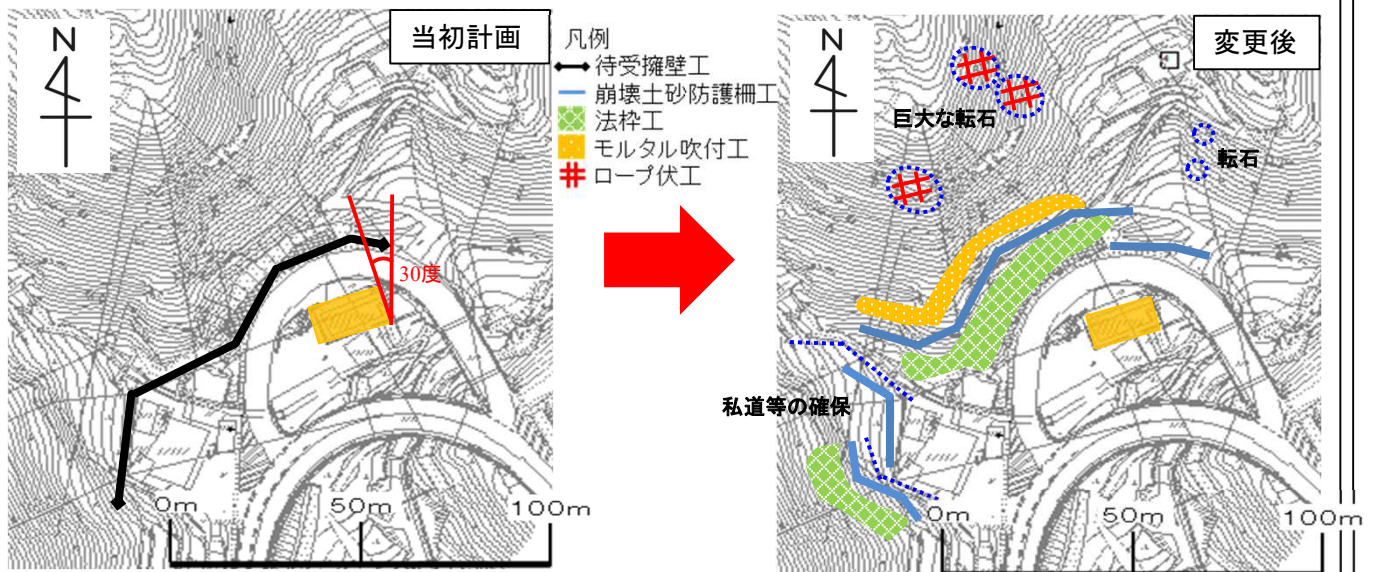 N
当初計画
30度
0m
50m
100m
凡例
待受擁壁工
崩壊土砂防護柵工
法枠工
モルタル吹付工
ロープ伏工
N
変更後
巨大な転石
転石
私道等の確保
0m
50m
100m